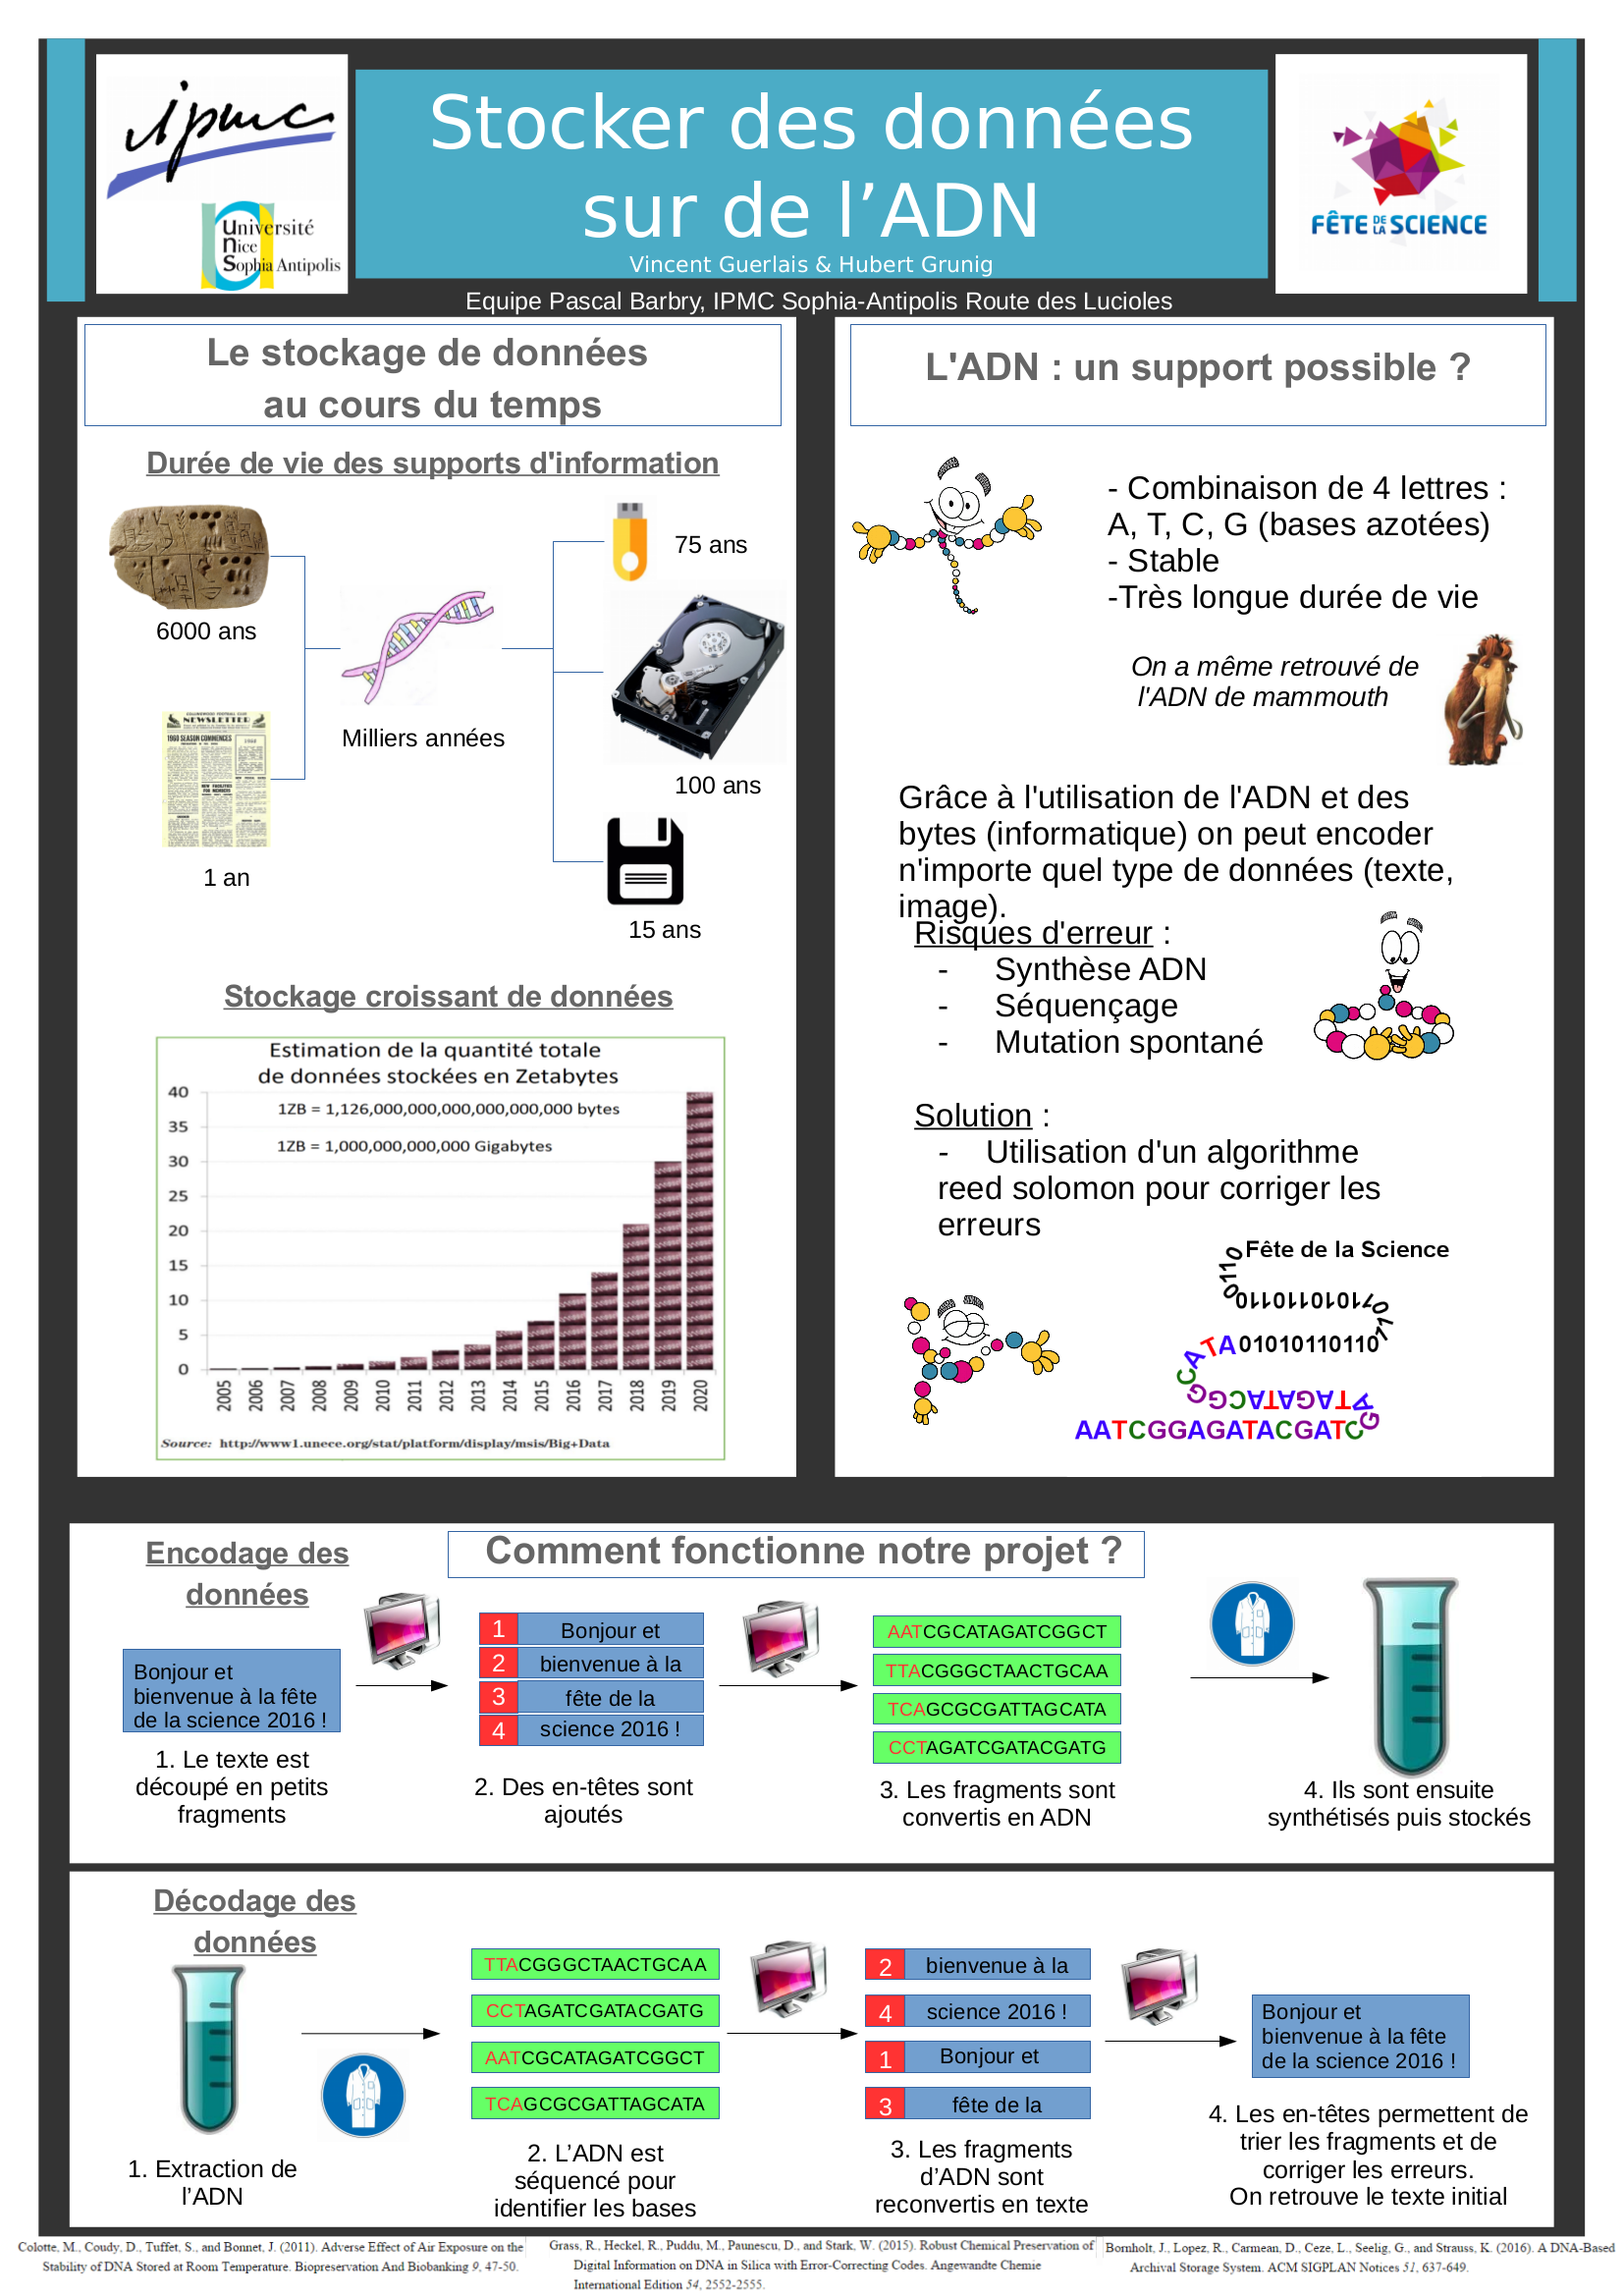 ipmc
Université
Nice
Sophia Antipolis
Stocker des données
sur de l’ADN
Vincent Guerlais & Hubert Grunig
Equipe Pascal Barbry, IPMC Sophia-Antipolis Route des Lucioles
FÊTE DE LA SCIENCE
Le stockage de données
au cours du temps
Durée de vie des supports d'information
6000 ans
NEWSLETTER
1960 SEASON COMMENCES
1 an
Milliers années
75 ans
100 ans
15 ans
Stockage croissant de données
Estimation de la quantité totale
de données stockées en Zetabytes
1ZB = 1,126,000,000,000,000,000,000 bytes
1ZB = 1,000,000,000,000 Gigabytes
40
35
30
25
20
15
10
5
0
2005 2006 2007 2008 2009 2010 2011 2012 2013 2014 2015 2016 2017 2018 2019 2020
Source: http://www1.unece.org/stat/platform/display/msis/Big+Data
L'ADN : un support possible ?
- Combinaison de 4 lettres :
A, T, C, G (bases azotées)
- Stable
-Très longue durée de vie
On a même retrouvé de
l'ADN de mammouth
Grâce à l'utilisation de l'ADN et des
bytes (informatique) on peut encoder
n'importe quel type de données (texte,
image).
Risques d'erreur :
- Synthèse ADN
- Séquençage
- Mutation spontané
Solution :
- Utilisation d'un algorithme
reed solomon pour corriger les
erreurs
Fête de la Science
0110
01010110110
AATCGGAGATACGATC
Comment fonctionne notre projet ?
Encodage des
données
Bonjour et
bienvenue à la fête
de la science 2016 !
1. Le texte est
découpé en petits
fragments
1 Bonjour et
2 bienvenue à la
3 fête de la
4 science 2016 !
2. Des en-têtes sont
ajoutés
AATCGCATAGATCGGCT
TTACGGGCTAACTGCAA
TCAGCGCGATTAGCATA
CCTAGATCGATACGATG
3. Les fragments sont
convertis en ADN
4. Ils sont ensuite
synthétisés puis stockés
Décodage des
données
1. Extraction de
l’ADN
TTACGGGCTAACTGCAA
CCTAGATCGATACGATG
AATCGCATAGATCGGCT
TCAGCGCGATTAGCATA
2. L’ADN est
séquencé pour
identifier les bases
2 bienvenue à la
4 science 2016 !
1 Bonjour et
3 fête de la
3. Les fragments
d’ADN sont
reconvertis en texte
Bonjour et
bienvenue à la fête
de la science 2016 !
4. Les en-têtes permettent de
trier les fragments et de
corriger les erreurs.
On retrouve le texte initial
Colotte, M., Coudy, D., Tuffet, S., and Bonnet, J. (2011). Adverse Effect of Air Exposure on the
Stability of DNA Stored at Room Temperature. Biopreservation And Biobanking 9, 47-50.
Grass, R., Heckel, R., Puddu, M., Paunescu, D., and Stark, W. (2015). Robust Chemical Preservation of
Digital Information on DNA in Silica with Error-Correcting Codes. Angewandte Chemie
International Edition 54, 2552-2555.
Bornholt, J., Lopez, R., Carmean, D., Ceze, L., Seelig, G., and Strauss, K. (2016). A DNA-Based
Archival Storage System. ACM SIGPLAN Notices 51, 637-649.